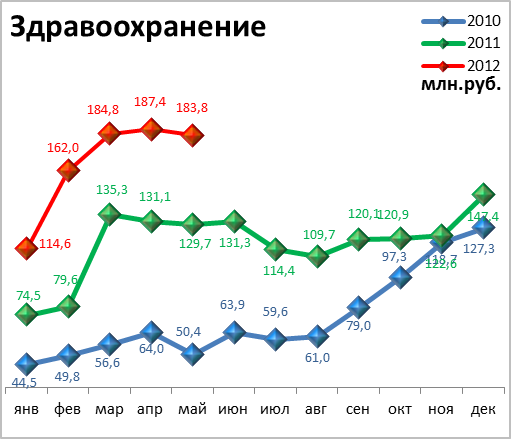 Здравоохранение
2010
2011
2012
млн.руб.
184,8 187,4 183,8
162,0
114,6
135,3 131,1 129,7 131,3 114,4 109,7 120,1 120,9 122,6 147,4
74,5 79,6
44,5 49,8 56,6 64,0 50,4 63,9 59,6 61,0 79,0 97,3 118,7 127,3
янв фев мар апр май июн июл авг сен окт ноя дек